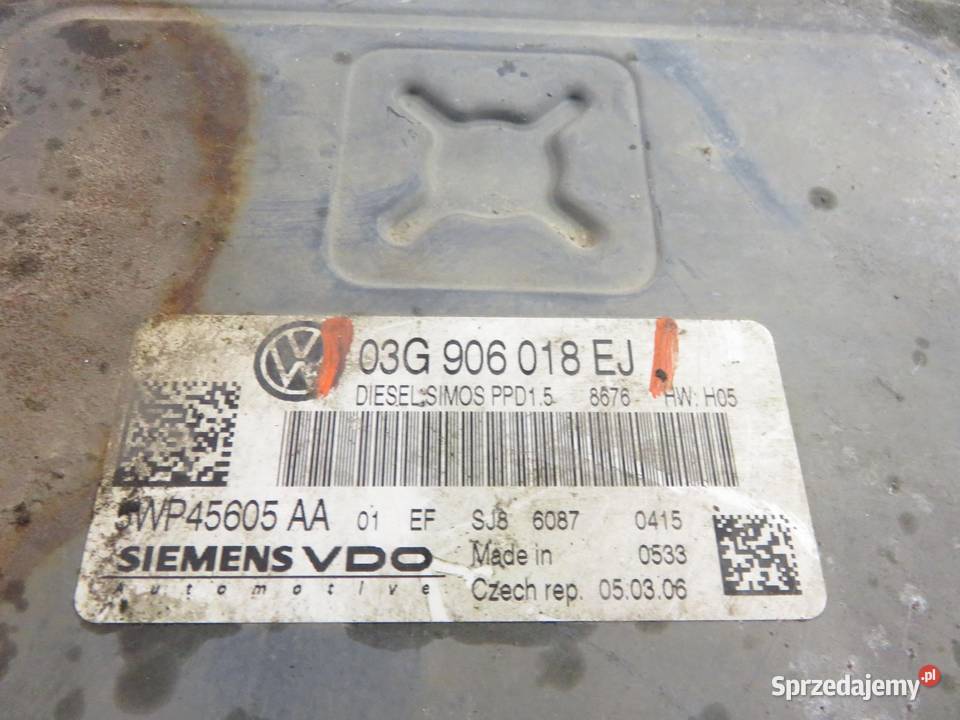 VW
03G 906 018 EJ
DIESEL:SIMOS PPD1.5 8676 HW: H05
5WP45605 AA 01 EF SJ8 6087 0415
SIEMENS VDO Made in 0533
Automotive Czech rep. 05.03.06
Sprzedajemy.pl